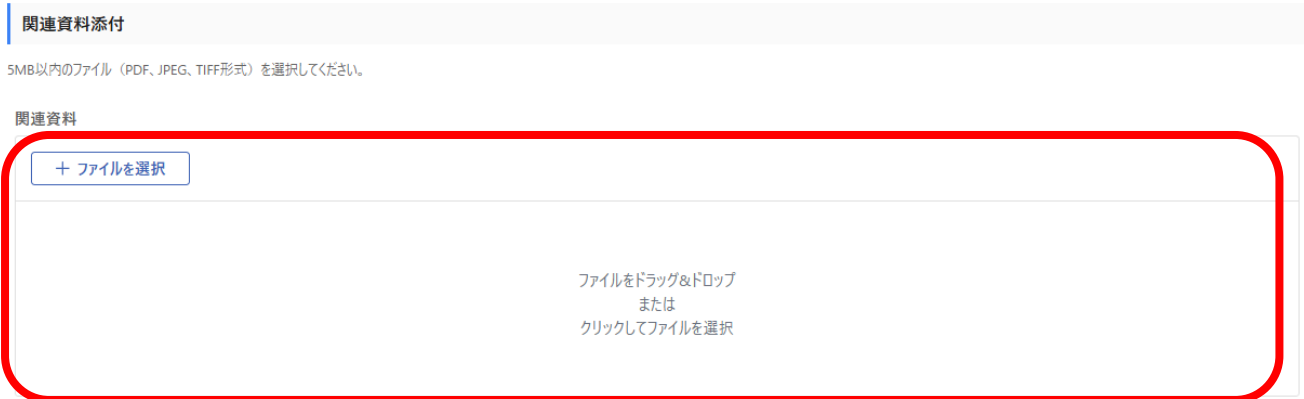 関連資料添付
5MB以内のファイル（PDF、JPEG、TIFF形式）を選択してください。
関連資料
＋ ファイルを選択
ファイルをドラッグ&ドロップ
または
クリックしてファイルを選択